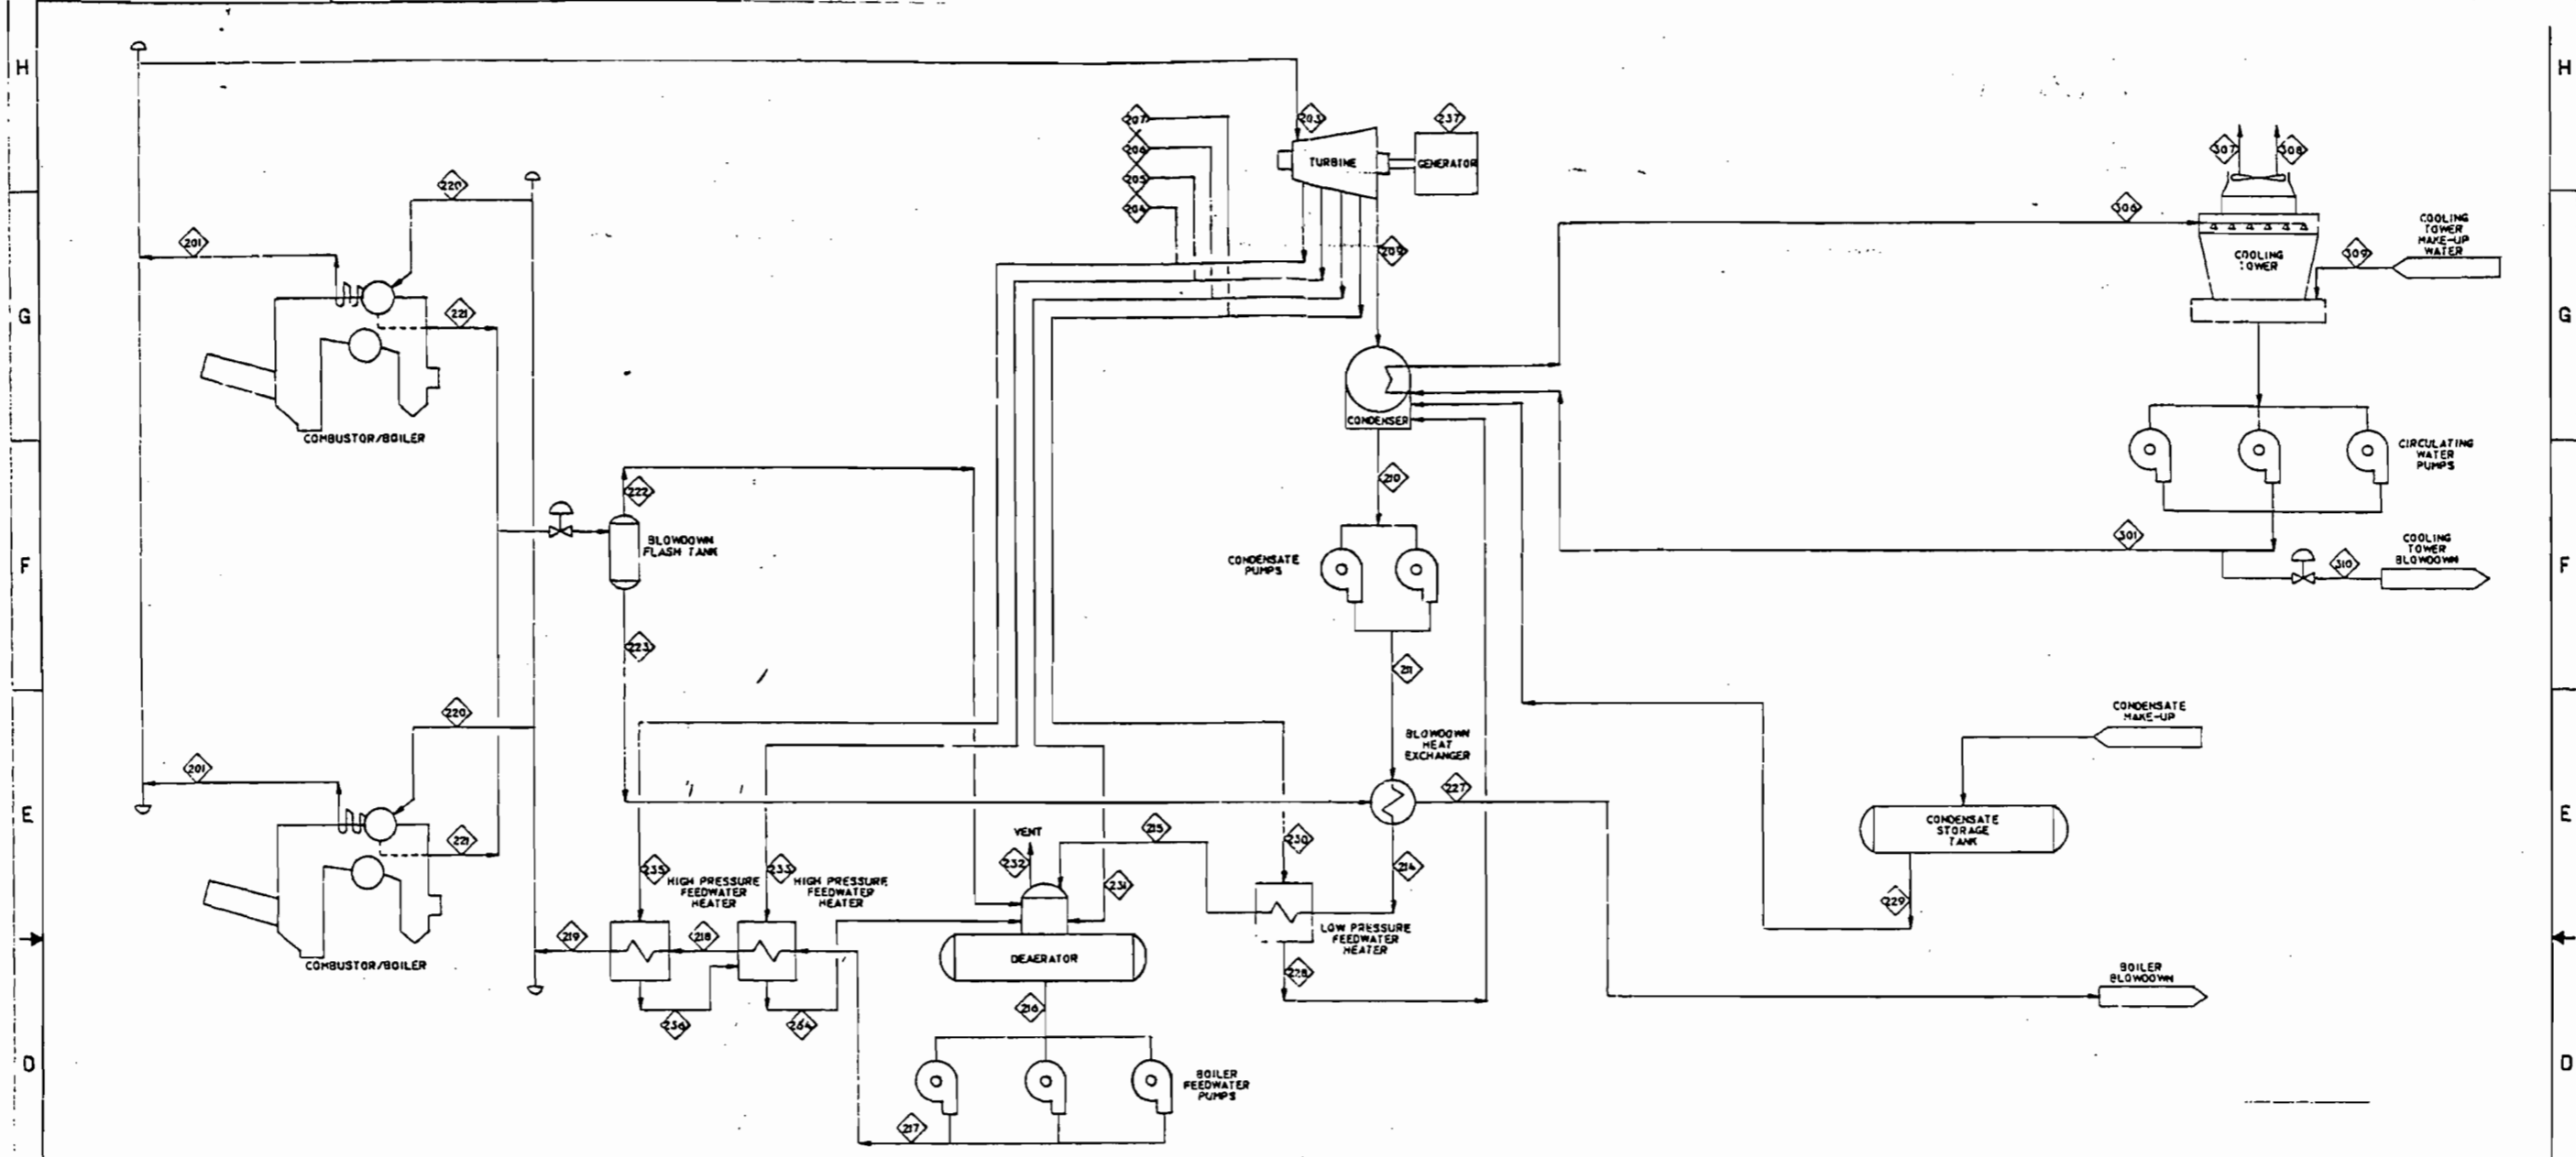 H
H
207
203
237
206
TURBINE
GENERATOR
205
204
307
308
220
306
COOLING
TOWER
MAKE-UP
WATER
201
209
COOLING
TOWER
309
G
G
221
CONDENSER
COMBUSTOR/BOILER
CIRCULATING
WATER
PUMPS
222
210
BLOWDOWN
FLASH TANK
CONDENSATE
PUMPS
301
COOLING
TOWER
BLOWDOWN
310
F
F
223
211
220
CONDENSATE
MAKE-UP
BLOWDOWN
HEAT
EXCHANGER
201
227
E
E
CONDENSATE
STORAGE
TANK
221
VENT
215
230
232
214
235
HIGH PRESSURE
FEEDWATER
HEATER
233
HIGH PRESSURE
FEEDWATER
HEATER
231
229
219
218
LOW PRESSURE
FEEDWATER
HEATER
COMBUSTOR/BOILER
DEAERATOR
228
BOILER
BLOWDOWN
236
216
D
D
BOILER
FEEDWATER
PUMPS
217